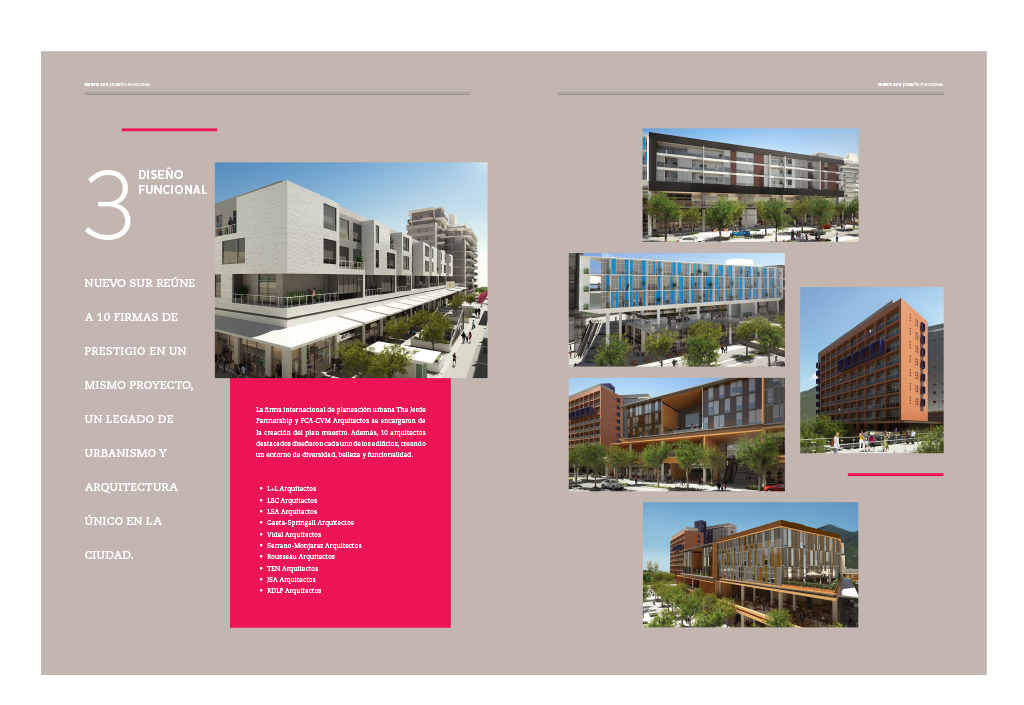 NUEVO SUR | DISEÑO FUNCIONAL
NUEVO SUR | DISEÑO FUNCIONAL
3
DISEÑO
FUNCIONAL
NUEVO SUR REÚNE
A 10 FIRMAS DE
PRESTIGIO EN UN
MISMO PROYECTO,
UN LEGADO DE
URBANISMO Y
ARQUITECTURA
ÚNICO EN LA
CIUDAD.
La firma internacional de planeación urbana The Jerde
Partnership y FCA-CVM Arquitectos se encargaron de
la creación del plan maestro. Además, 10 arquitectos
destacados diseñaron cada uno de los edificios, creando
un entorno de diversidad, belleza y funcionalidad.
• L+L Arquitectos
• LBC Arquitectos
• LSA Arquitectos
• Gaeta-Springall Arquitectos
• Vidal Arquitectos
• Serrano-Monjaraz Arquitectos
• Rousseau Arquitectos
• TEN Arquitectos
• JSA Arquitectos
• RDLP Arquitectos